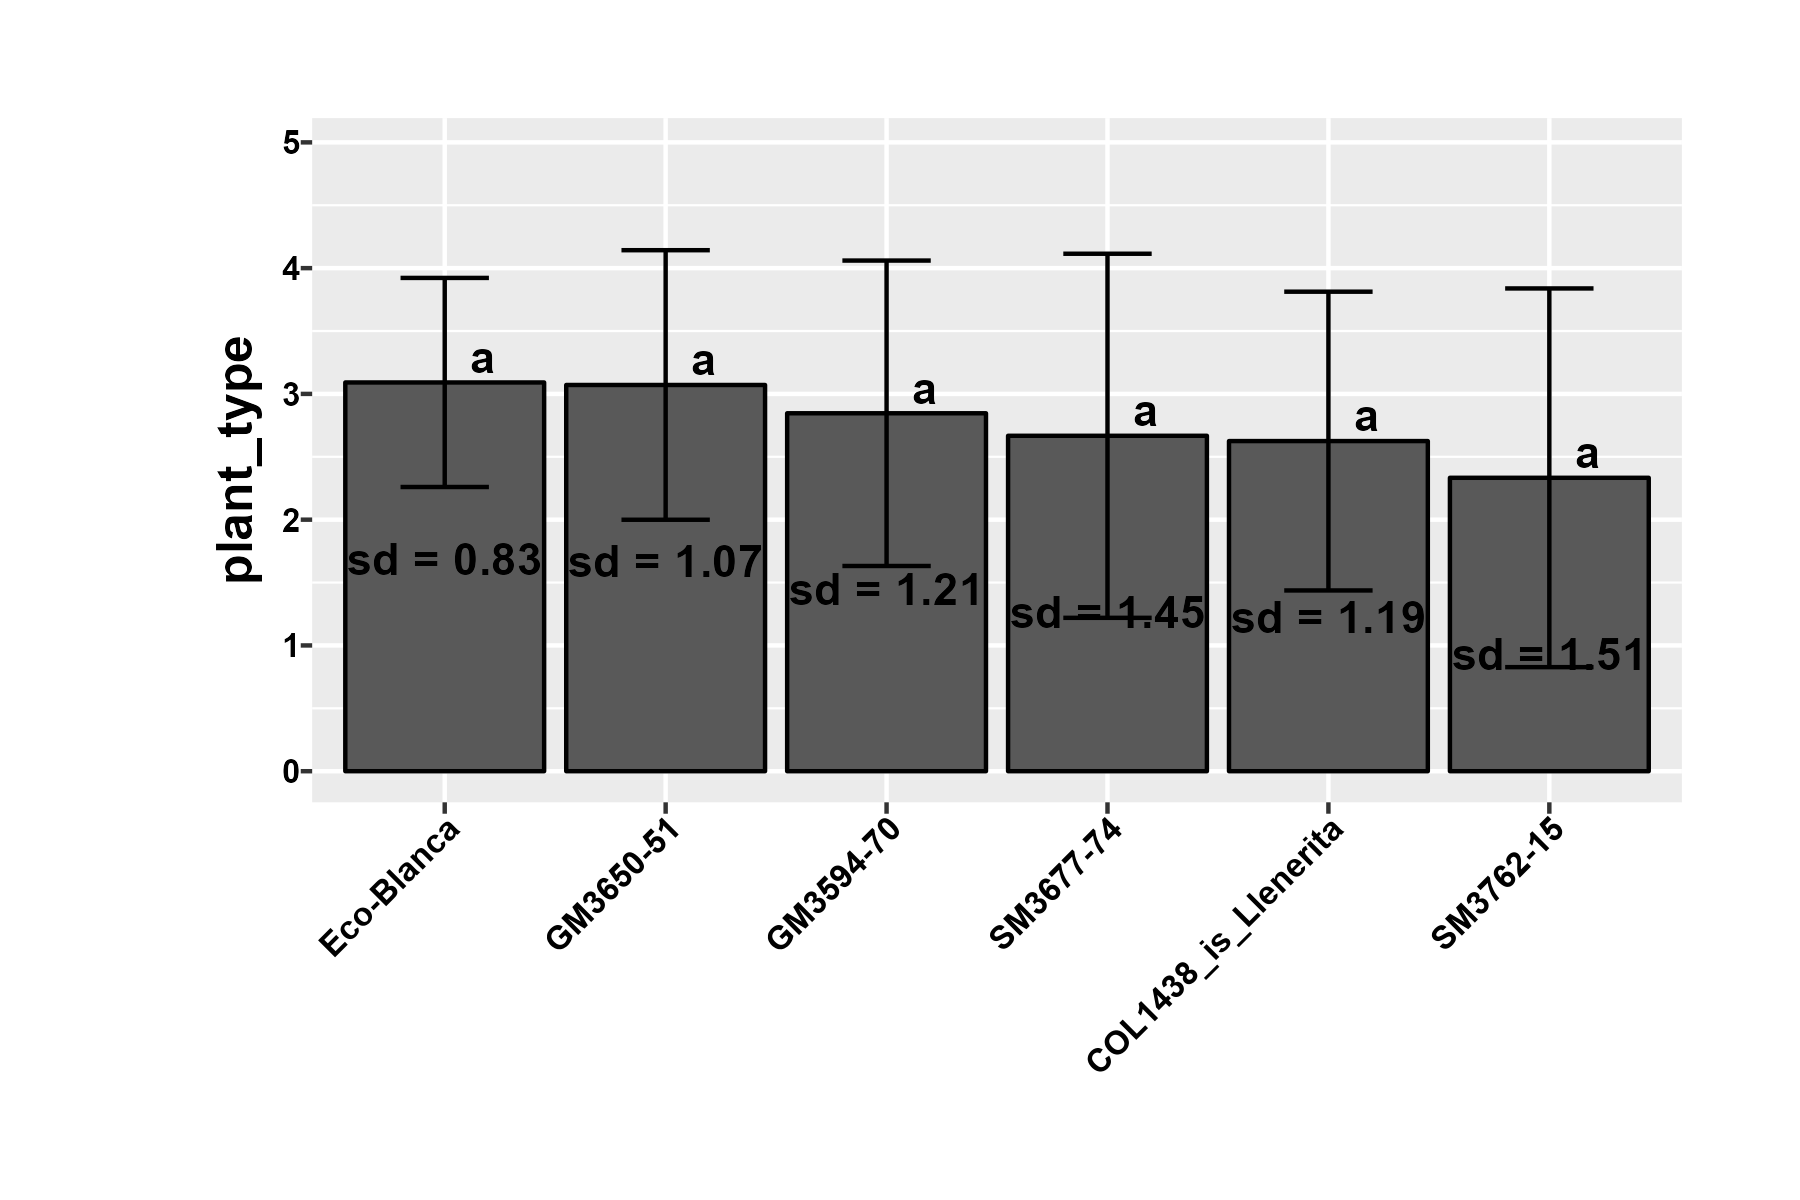 plant_type
5
4
3
2
1
0
a
a
a
a
a
a
sd = 0.83
sd = 1.07
sd = 1.21
sd = 1.45
sd = 1.19
sd = 1.51
Eco-Blanca
GM3650-51
GM3594-70
SM3677-74
COL1438_is_Llenerita
SM3762-15